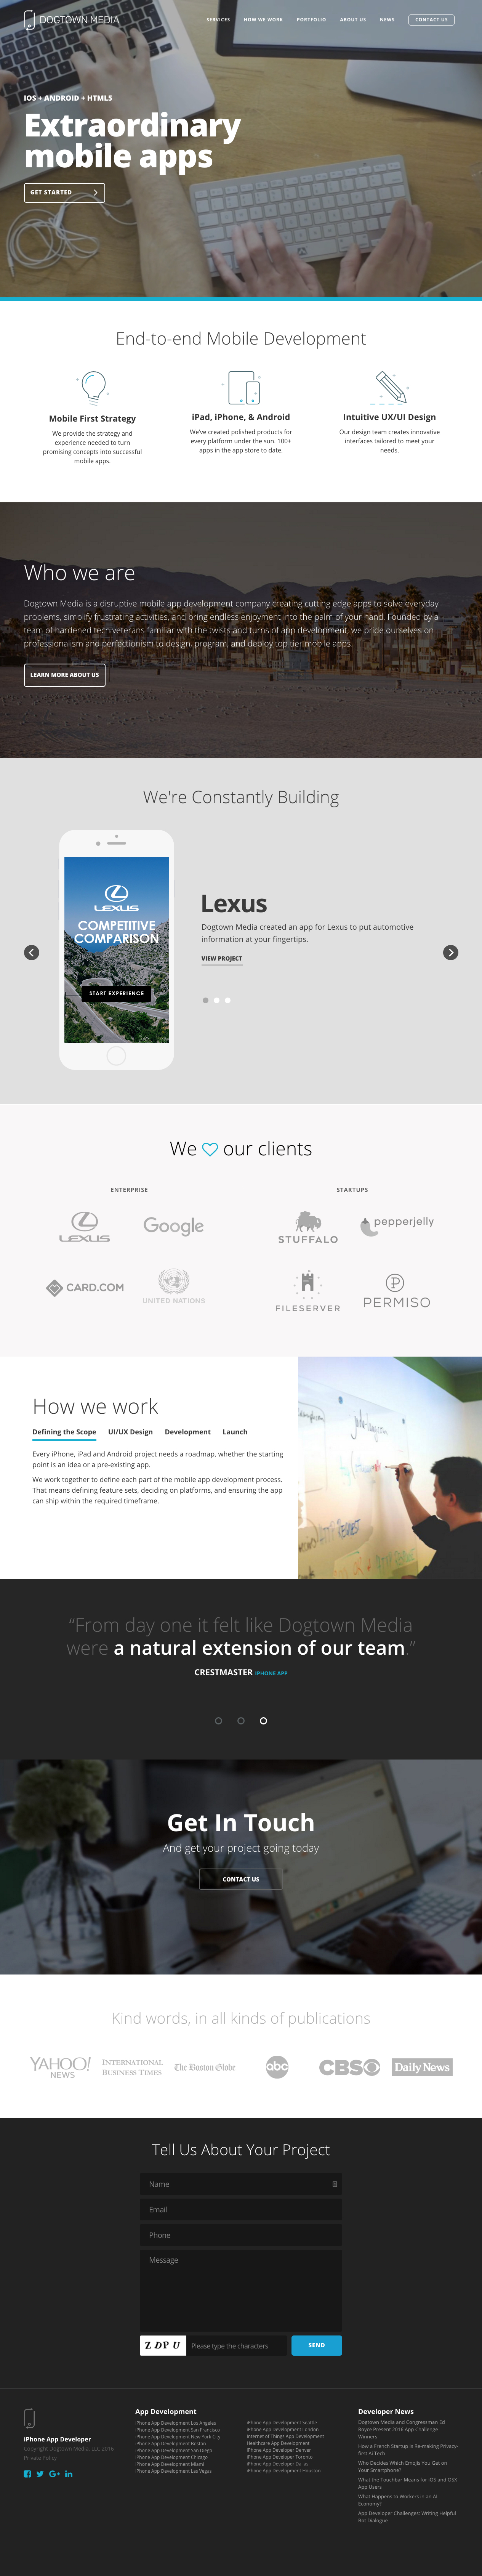 DOGTOWN MEDIA
SERVICES HOW WE WORK PORTFOLIO ABOUT US NEWS CONTACT US
IOS + ANDROID + HTML5
Extraordinary
mobile apps
GET STARTED
End-to-end Mobile Development
Mobile First Strategy
We provide the strategy and
experience needed to turn
promising concepts into successful
mobile apps.
iPad, iPhone, & Android
We've created polished products for
every platform under the sun. 100+
apps in the app store to date.
Intuitive UX/UI Design
Our design team creates innovative
interfaces tailored to meet your
needs.
Who we are
Dogtown Media is a disruptive mobile app development company creating cutting edge apps to solve everyday
problems, simplify frustrating activities, and bring endless enjoyment into the palm of your hand. Founded by a
team of hardened tech veterans familiar with the twists and turns of app development, we pride ourselves on
professionalism and perfectionism to design, program, and deploy top tier mobile apps.
LEARN MORE ABOUT US
We're Constantly Building
LEXUS
COMPETITIVE
COMPARISON
START EXPERIENCE
Lexus
Dogtown Media created an app for Lexus to put automotive
information at your fingertips.
VIEW PROJECT
We our clients
ENTERPRISE
LEXUS Google
CARD.COM UNITED NATIONS
STARTUPS
STUFFALO pepperjelly
FILESERVER PERMISO
How we work
Defining the Scope UI/UX Design Development Launch
Every iPhone, iPad and Android project needs a roadmap, whether the starting
point is an idea or a pre-existing app.
We work together to define each part of the mobile app development process.
That means defining feature sets, deciding on platforms, and ensuring the app
can ship within the required timeframe.
“From day one it felt like Dogtown Media
were a natural extension of our team.”
CRESTMASTER IPHONE APP
Get In Touch
And get your project going today
CONTACT US
Kind words, in all kinds of publications
YAHOO!
NEWS
INTERNATIONAL
BUSINESS TIMES
The Boston Globe
abc
CBS
Daily News
Tell Us About Your Project
Name
Email
Phone
Message
Z D P U
Please type the characters
SEND
iPhone App Developer
Copyright Dogtown Media, LLC 2016
Private Policy
App Development
iPhone App Development Los Angeles
iPhone App Development San Francisco
iPhone App Development New York City
iPhone App Development Boston
iPhone App Development San Diego
iPhone App Development Chicago
iPhone App Development Miami
iPhone App Development Las Vegas
iPhone App Development Seattle
iPhone App Development London
Internet of Things App Development
Healthcare App Development
iPhone App Developer Denver
iPhone App Developer Toronto
iPhone App Developer Dallas
iPhone App Development Houston
Developer News
Dogtown Media and Congressman Ed
Royce Present 2016 App Challenge
Winners
How a French Startup Is Re-making Privacy-
first Ai Tech
Who Decides Which Emojis You Get on
Your Smartphone?
What the Touchbar Means for iOS and OSX
App Users
What Happens to Workers in an AI
Economy?
App Developer Challenges: Writing Helpful
Bot Dialogue